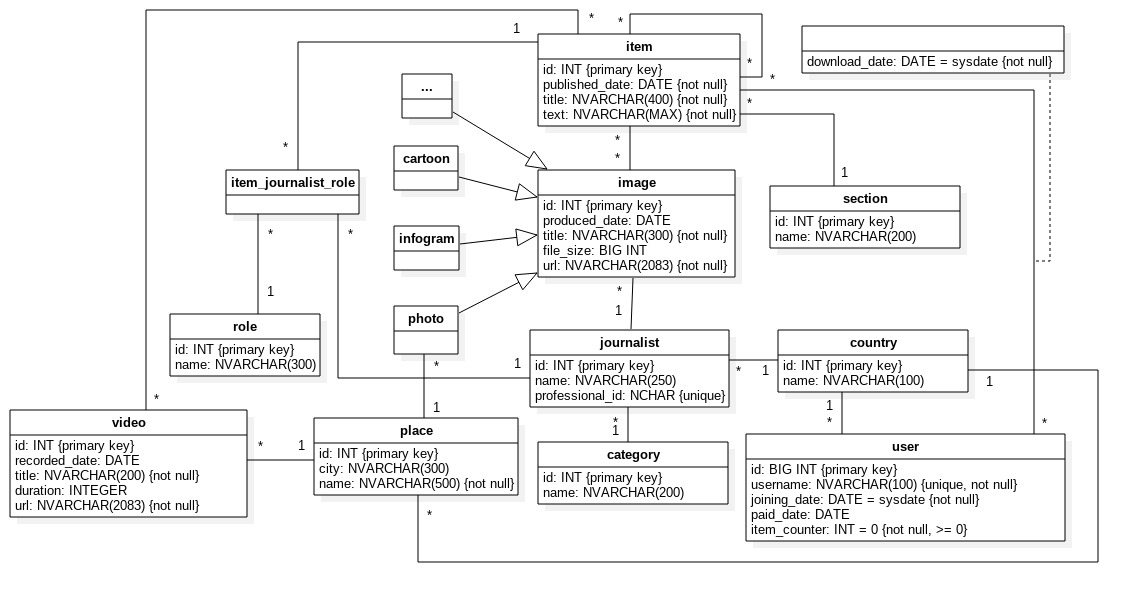 *
1
*
item
id: INT {primary key}
published_date: DATE {not null}
title: NVARCHAR(400) {not null}
text: NVARCHAR(MAX) {not null}
*
*
*
download_date: DATE = sysdate {not null}
...
cartoon
infogram
photo
*
*
image
id: INT {primary key}
produced_date: DATE
title: NVARCHAR(300) {not null}
file_size: BIG INT
url: NVARCHAR(2083) {not null}
*
1
1
section
id: INT {primary key}
name: NVARCHAR(200)
*
item_journalist_role
*
*
1
role
id: INT {primary key}
name: NVARCHAR(300)
1
journalist
id: INT {primary key}
name: NVARCHAR(250)
professional_id: NCHAR {unique}
*
1
country
id: INT {primary key}
name: NVARCHAR(100)
1
*
1
*
1
*
1
category
id: INT {primary key}
name: NVARCHAR(200)
*
user
id: BIG INT {primary key}
username: NVARCHAR(100) {unique, not null}
joining_date: DATE = sysdate {not null}
paid_date: DATE
item_counter: INT = 0 {not null, >= 0}
*
video
id: INT {primary key}
recorded_date: DATE
title: NVARCHAR(200) {not null}
duration: INTEGER
url: NVARCHAR(2083) {not null}
*
1
place
id: INT {primary key}
city: NVARCHAR(300)
name: NVARCHAR(500) {not null}
*